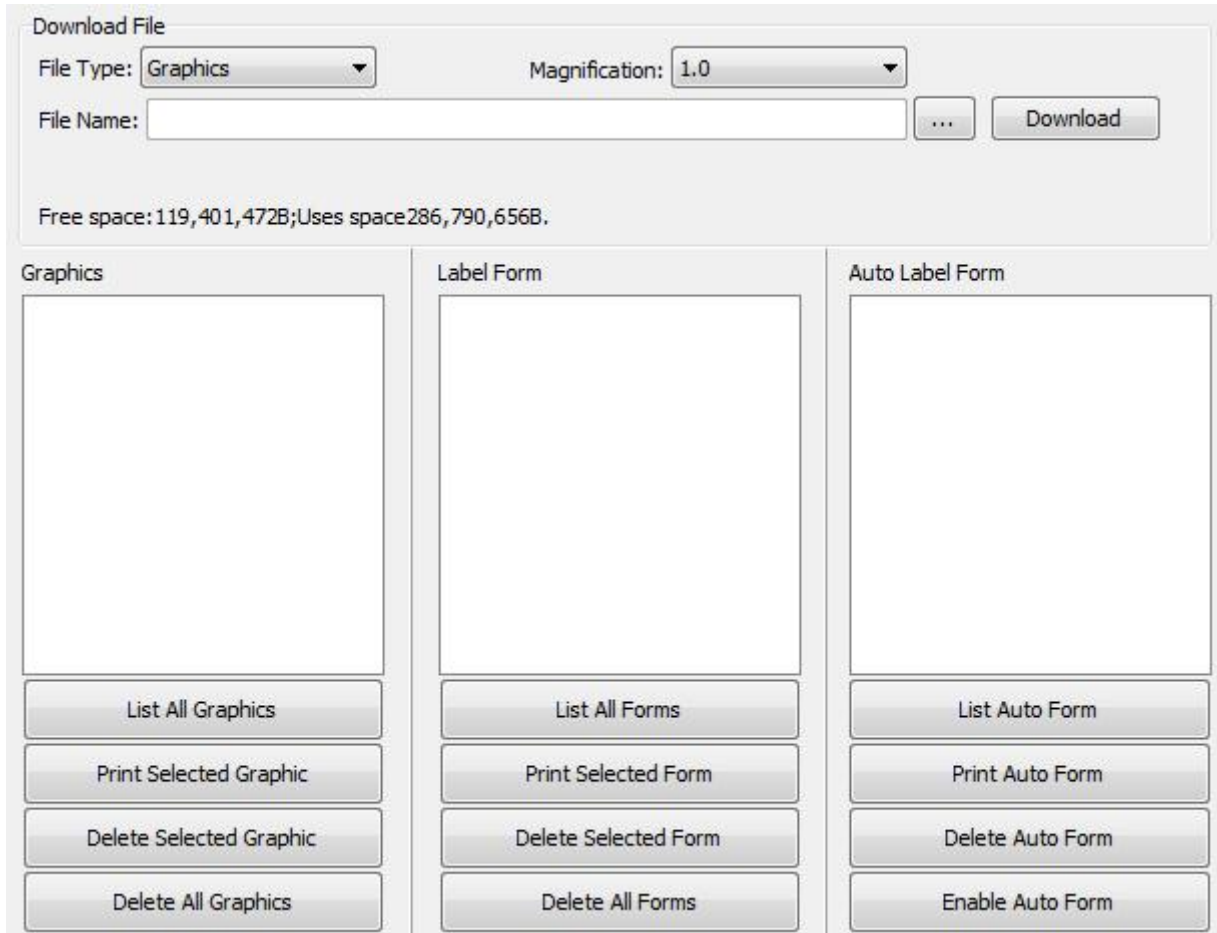 Download File
File Type: Graphics Magnification: 1.0
File Name: ... Download
Free space:119,401,472B;Uses space286,790,656B.
Graphics Label Form Auto Label Form
List All Graphics List All Forms List Auto Form
Print Selected Graphic Print Selected Form Print Auto Form
Delete Selected Graphic Delete Selected Form Delete Auto Form
Delete All Graphics Delete All Forms Enable Auto Form